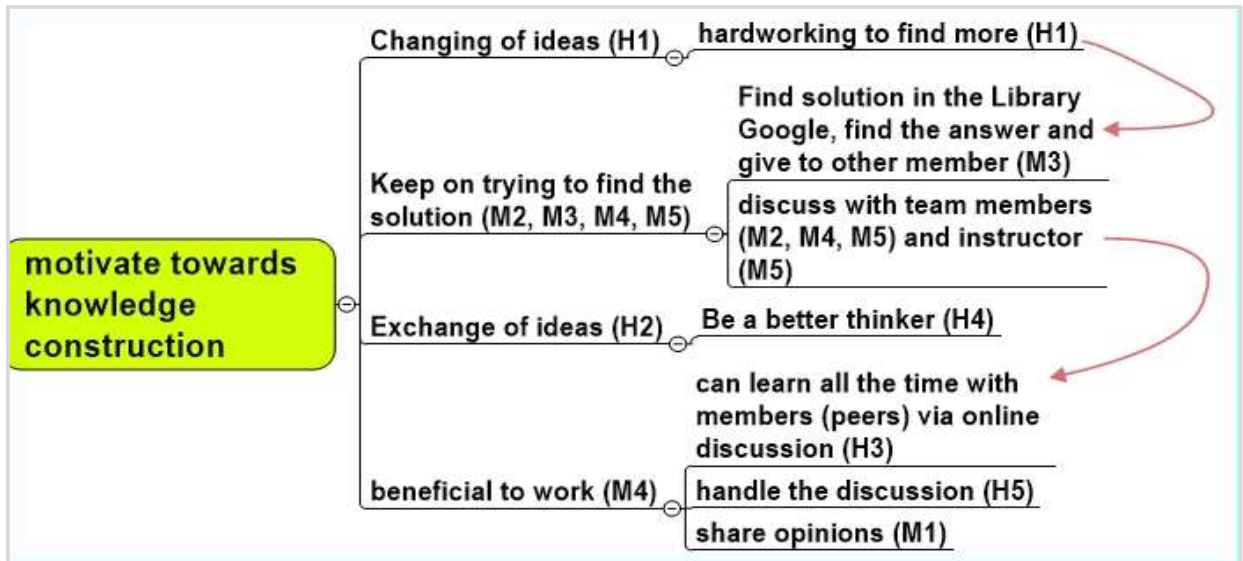 motivate towards
knowledge
construction
Changing of ideas (H1)
hardworking to find more (H1)
Keep on trying to find the
solution (M2, M3, M4, M5)
Find solution in the Library
Google, find the answer and
give to other member (M3)
discuss with team members
(M2, M4, M5) and instructor
(M5)
Exchange of ideas (H2)
Be a better thinker (H4)
beneficial to work (M4)
can learn all the time with
members (peers) via online
discussion (H3)
handle the discussion (H5)
share opinions (M1)